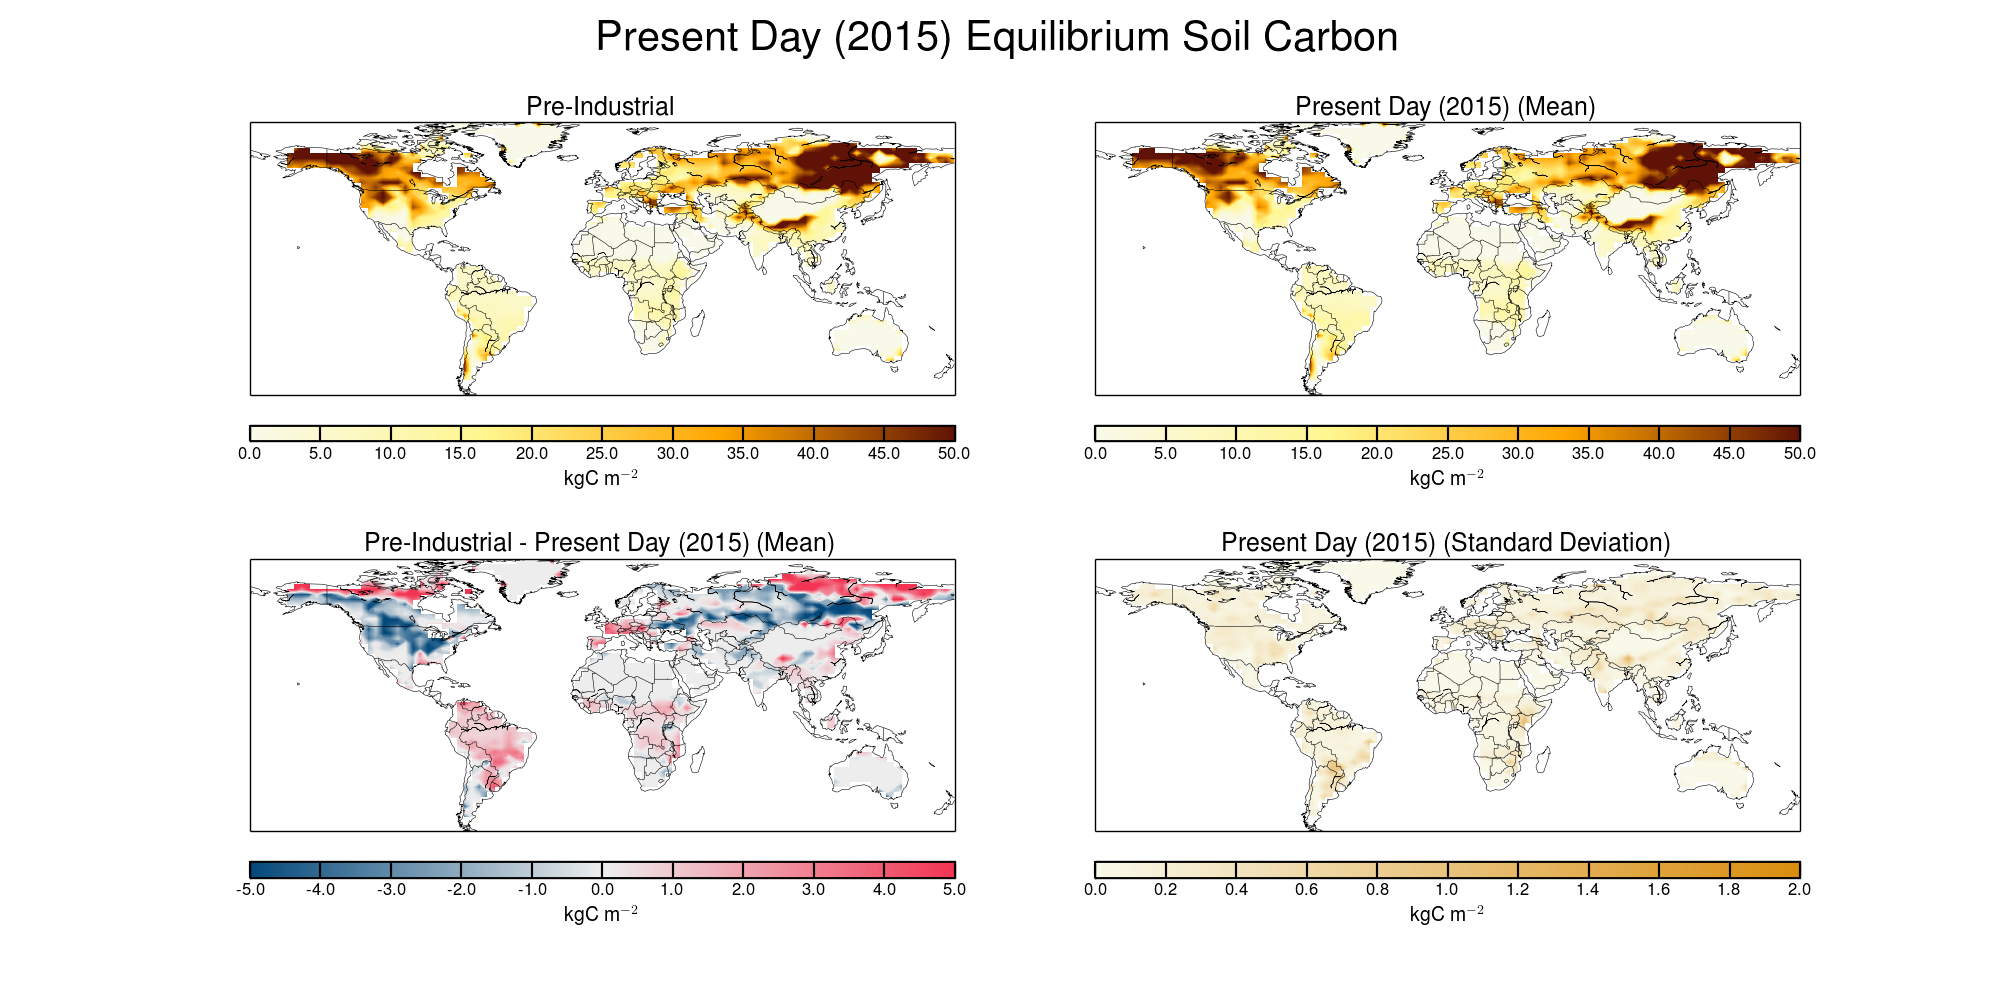 Present Day (2015) Equilibrium Soil Carbon
Pre-Industrial
Present Day (2015) (Mean)
0.0 5.0 10.0 15.0 20.0 25.0 30.0 35.0 40.0 45.0 50.0
kgC m⁻²
0.0 5.0 10.0 15.0 20.0 25.0 30.0 35.0 40.0 45.0 50.0
kgC m⁻²
Pre-Industrial - Present Day (2015) (Mean)
Present Day (2015) (Standard Deviation)
-5.0 -4.0 -3.0 -2.0 -1.0 0.0 1.0 2.0 3.0 4.0 5.0
kgC m⁻²
0.0 0.2 0.4 0.6 0.8 1.0 1.2 1.4 1.6 1.8 2.0
kgC m⁻²